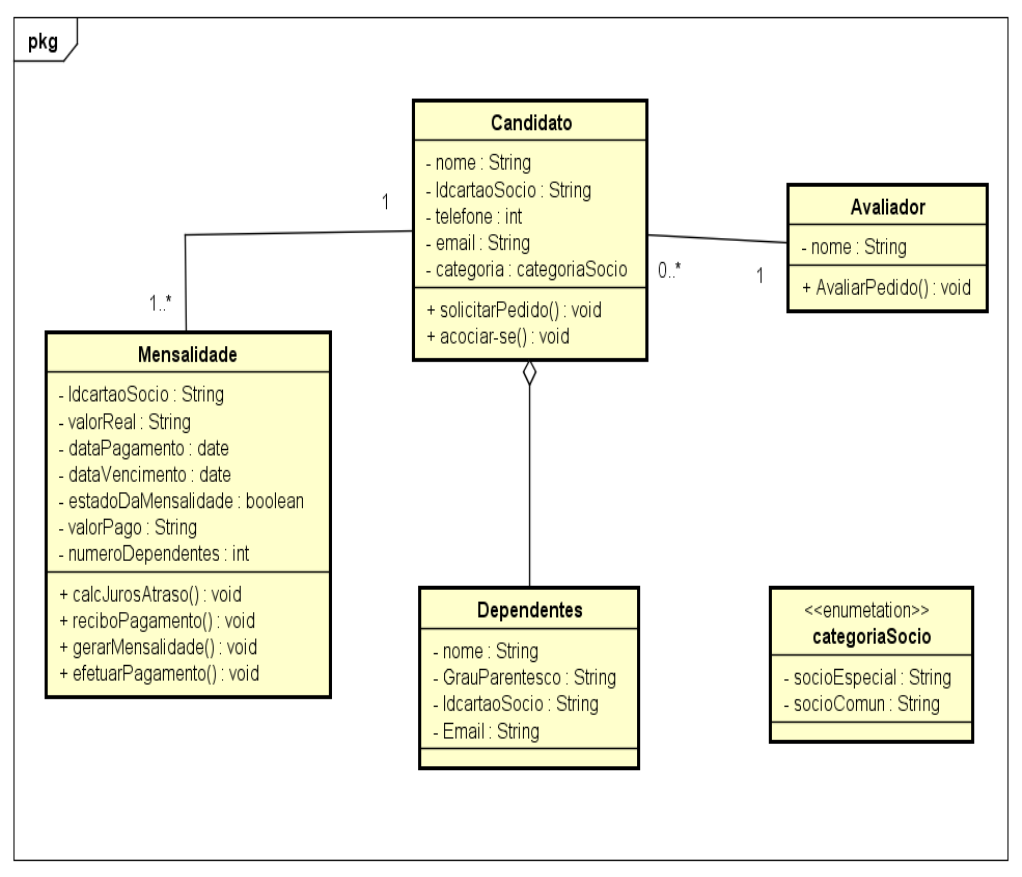 pkg
Candidato
- nome : String
- IdcartaoSocio : String
- telefone : int
- email : String
- categoria : categoriaSocio
+ solicitarPedido() : void
+ acociar-se() : void
1
0..*
1
1..*
Avaliador
- nome : String
+ AvaliarPedido() : void
Mensalidade
- IdcartaoSocio : String
- valorReal : String
- dataPagamento : date
- dataVencimento : date
- estadoDaMensalidade : boolean
- valorPago : String
- numeroDependentes : int
+ calcJurosAtraso() : void
+ reciboPagamento() : void
+ gerarMensalidade() : void
+ efetuarPagamento() : void
Dependentes
- nome : String
- GrauParentesco : String
- IdcartaoSocio : String
- Email : String
<<enumetation>>
categoriaSocio
- socioEspecial : String
- socioComun : String